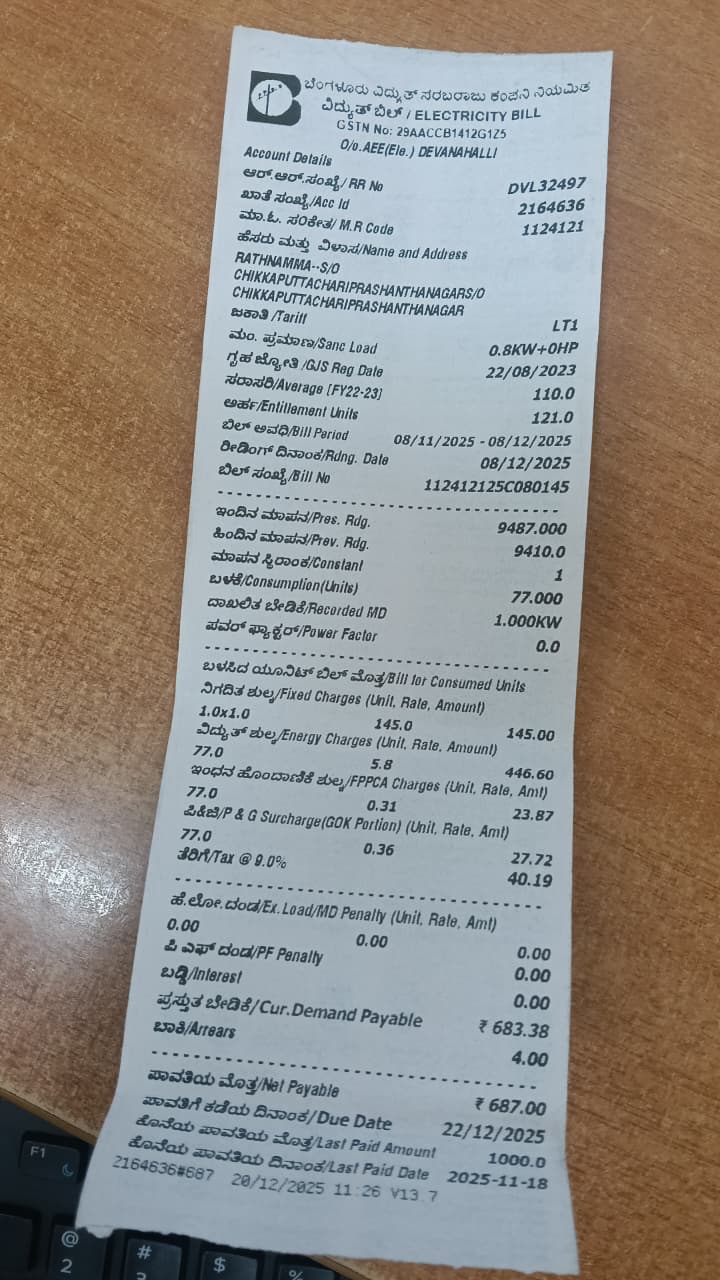 ಬೆಂಗಳೂರು ವಿದ್ಯುತ್ ಸರಬರಾಜು ಕಂಪನಿ ನಿಯಮಿತ
ವಿದ್ಯುತ್ ಬಿಲ್ / ELECTRICITY BILL
GSTN No: 29AACCB1412G1Z5
O/o.AEE(Ele.) DEVANAHALLI
Account Details
ಆರ್.ಆರ್.ಸಂಖ್ಯೆ/RR No DVL32497
ಖಾತೆ ಸಂಖ್ಯೆ/Acc Id 2164636
ಮಾ.ಓ. ಸಂಕೇತ/ M.R Code 1124121
ಹೆಸರು ಮತ್ತು ವಿಳಾಸ/Name and Address
RATHNAMMA--S/O
CHIKKAPUTTACHARIPRASHANTHANAGARS/O
CHIKKAPUTTACHARIPRASHANTHANAGAR
ಜಕಾತಿ /Tariff LT1
ಮಂ. ಪ್ರಮಾಣ/Sanc Load 0.8KW+0HP
ಗೃಹ ಜ್ಯೋತಿ /GJS Reg Date 22/08/2023
ಸರಾಸರಿ/Average [FY22-23] 110.0
ಅರ್ಹ/Entitlement Units 121.0
ಬಿಲ್ ಅವಧಿ/Bill Period 08/11/2025 - 08/12/2025
ರೀಡಿಂಗ್ ದಿನಾಂಕ/Rdng. Date 08/12/2025
ಬಿಲ್ ಸಂಖ್ಯೆ/Bill No 112412125C080145
ಇಂದಿನ ಮಾಪನ/Pres. Rdg. 9487.000
ಹಿಂದಿನ ಮಾಪನ/Prev. Rdg. 9410.0
ಮಾಪನ ಸ್ಥಿರಾಂಕ/Constant 1
ಬಳಕೆ/Consumption(Units) 77.000
ದಾಖಲಿತ ಬೇಡಿಕೆ/Recorded MD 1.000KW
ಪವರ್ ಫ್ಯಾಕ್ಟರ್/Power Factor 0.0
ಬಳಸಿದ ಯೂನಿಟ್ ಬಿಲ್ ಮೊತ್ತ/Bill for Consumed Units
ನಿಗದಿತ ಶುಲ್ಕ/Fixed Charges (Unit, Rate, Amount)
1.0x1.0 145.0 145.00
ವಿದ್ಯುತ್ ಶುಲ್ಕ/Energy Charges (Unit, Rate, Amount)
77.0 5.8 446.60
ಇಂಧನ ಹೊಂದಾಣಿಕೆ ಶುಲ್ಕ/FPPCA Charges (Unit, Rate, Amt)
77.0 0.31 23.87
ಪಿ&ಜಿ/P & G Surcharge(GOK Portion) (Unit, Rate, Amt)
77.0 0.36 27.72
ತೆರಿಗೆ/Tax @ 9.0% 40.19
ಹೆ.ಲೋ.ದಂಡ/Ex.Load/MD Penalty (Unit, Rate, Amt)
0.00 0.00 0.00
ಪಿ ಎಫ್ ದಂಡ/PF Penalty 0.00
ಬಡ್ಡಿ/Interest 0.00
ಪ್ರಸ್ತುತ ಬೇಡಿಕೆ/Cur.Demand Payable ₹ 683.38
ಬಾಕಿ/Arrears 4.00
ಪಾವತಿಯ ಮೊತ್ತ/Net Payable ₹ 687.00
ಪಾವತಿಗೆ ಕಡೆಯ ದಿನಾಂಕ/Due Date 22/12/2025
ಕೊನೆಯ ಪಾವತಿಯ ಮೊತ್ತ/Last Paid Amount 1000.0
ಕೊನೆಯ ಪಾವತಿಯ ದಿನಾಂಕ/Last Paid Date 2025-11-18
2164636#687 20/12/2025 11:26 V13.7
F1
@ # $ %
2 3